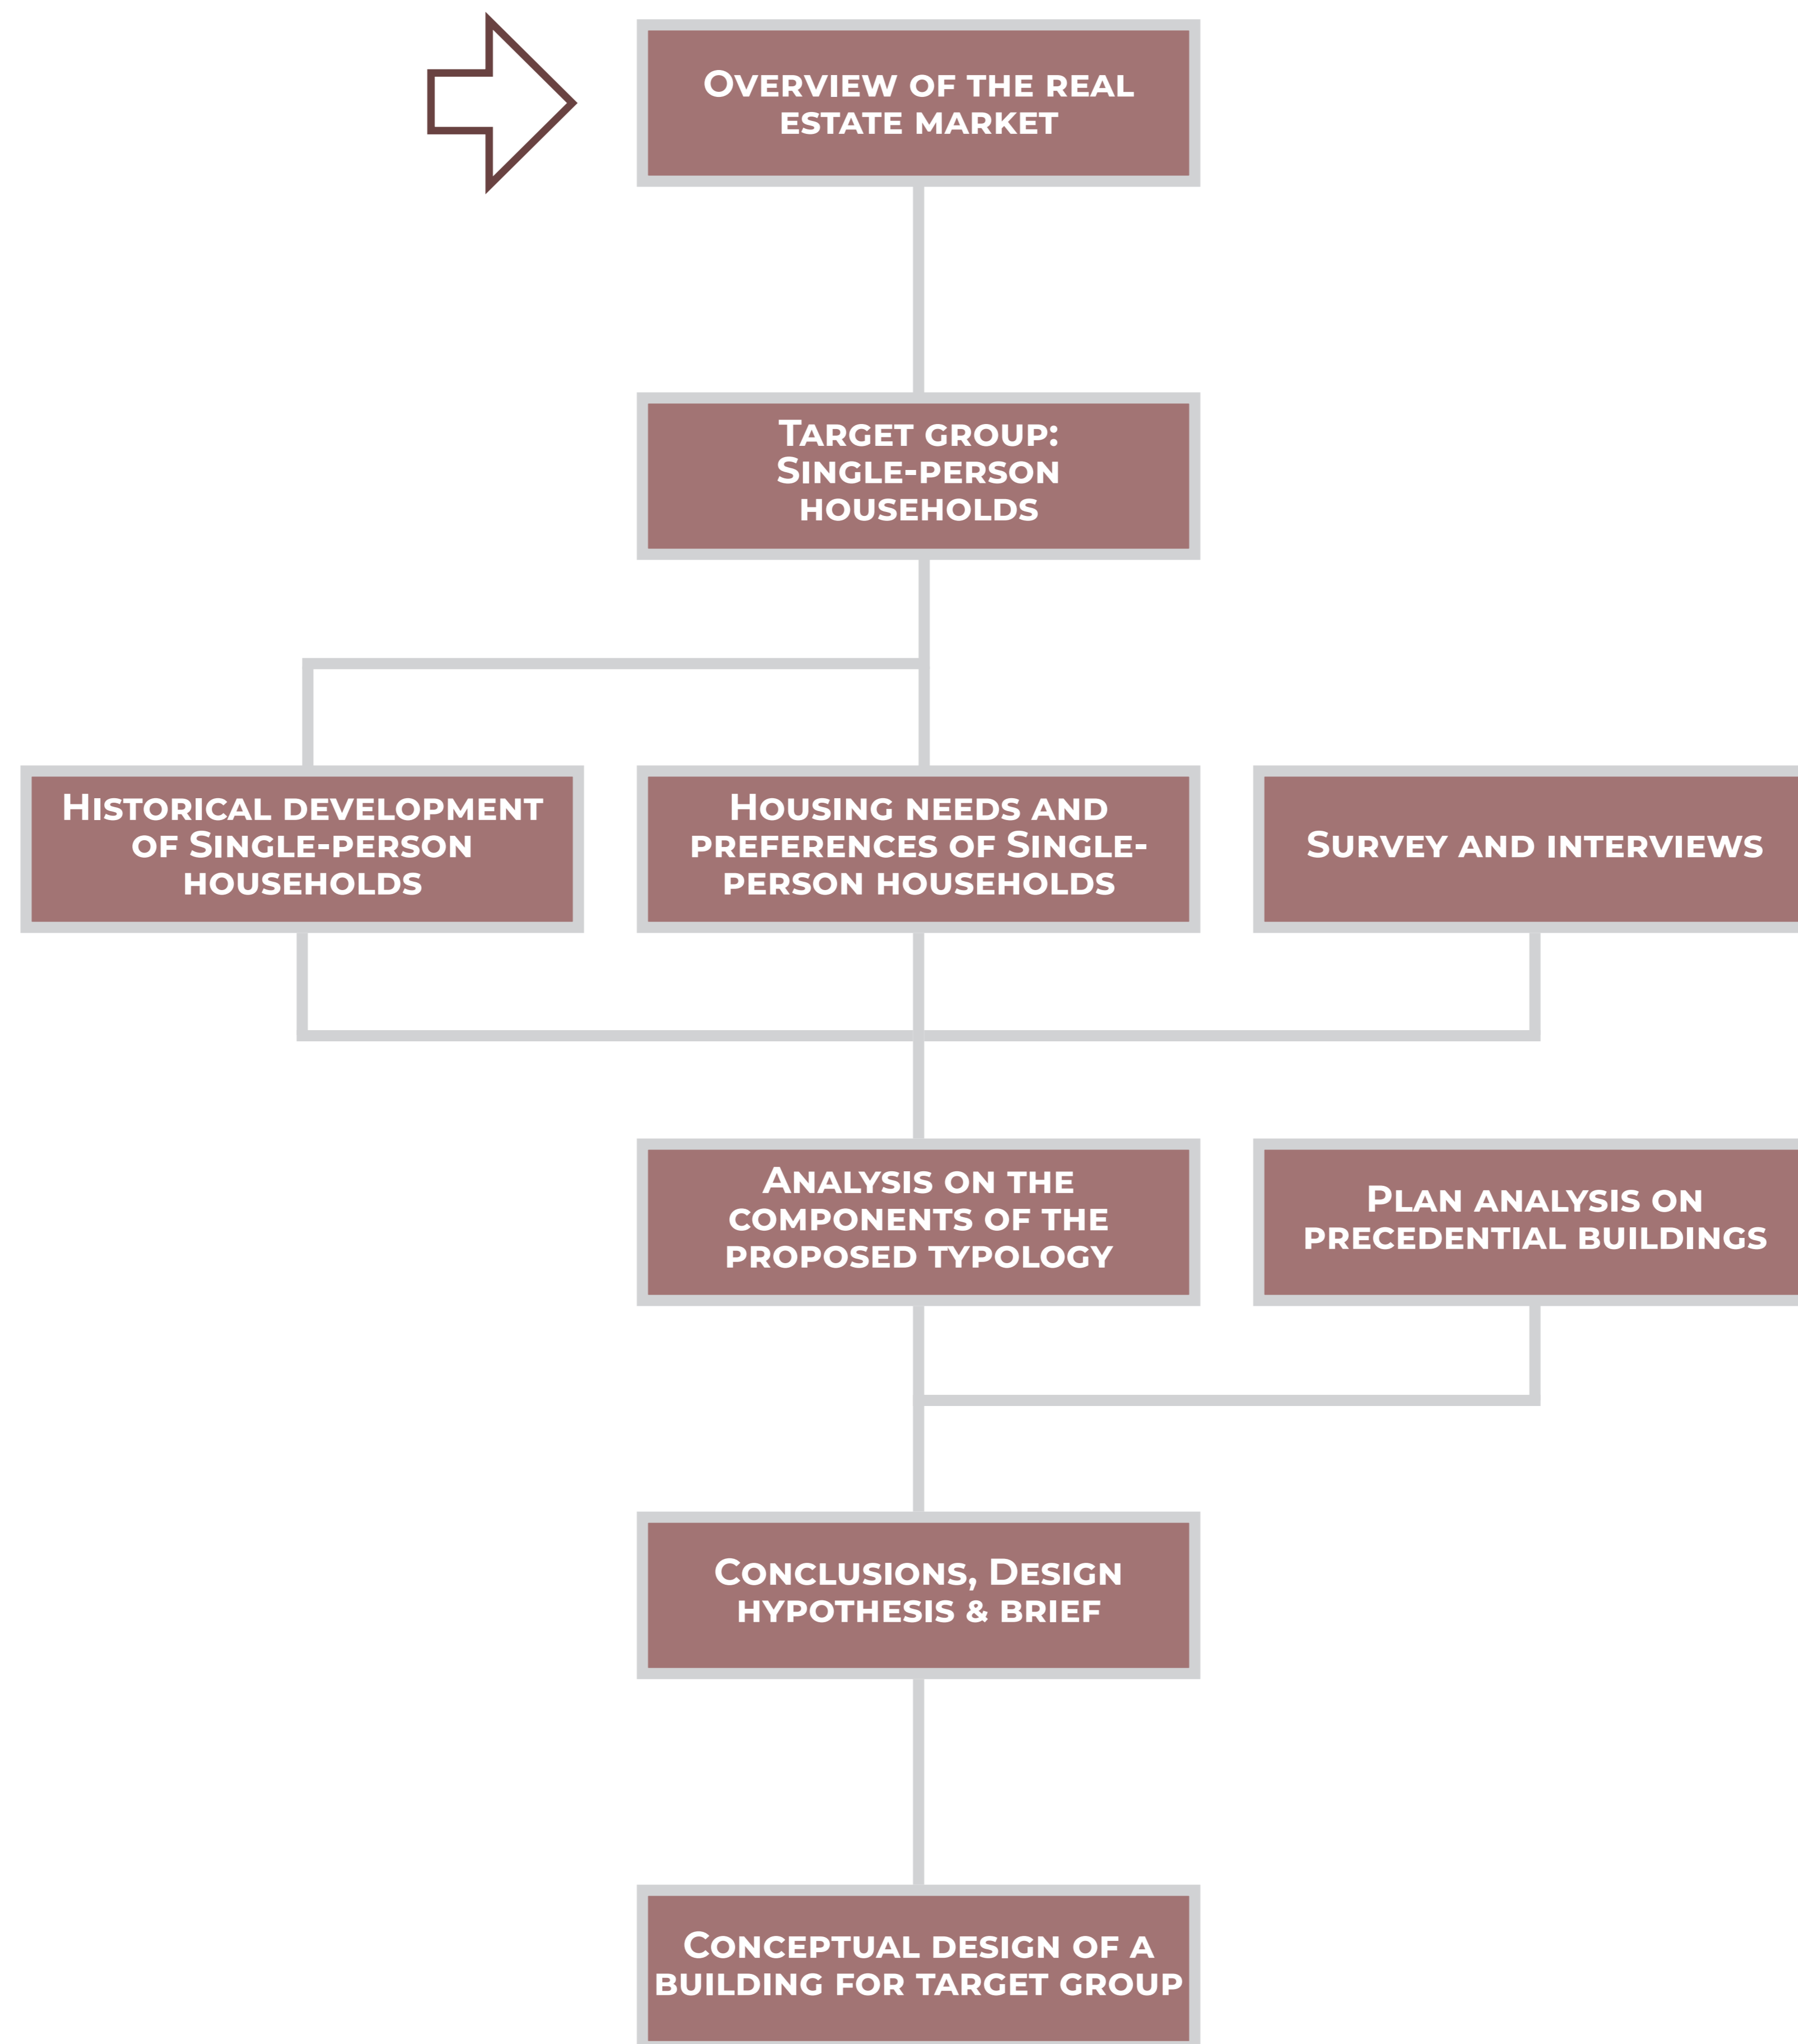 Overview of the real
estate market
Target group:
Single-person
households
Historical development
of Single-person
households
Housing needs and
preferences of Single-
person households
Survey and interviews
Analysis on the
components of the
proposed typology
Plan analysis on
precedential buildings
Conclusions, Design
hypothesis & brief
Conceptual design of a
building for target group